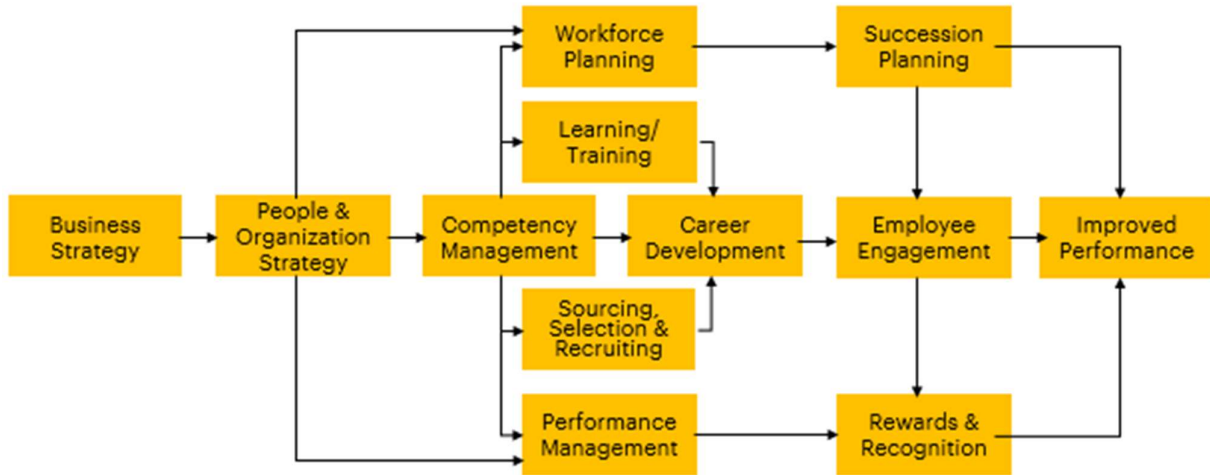 Workforce
Planning
Succession
Planning
Learning/
Training
Business
Strategy
People &
Organization
Strategy
Competency
Management
Career
Development
Employee
Engagement
Improved
Performance
Sourcing,
Selection &
Recruiting
Performance
Management
Rewards &
Recognition